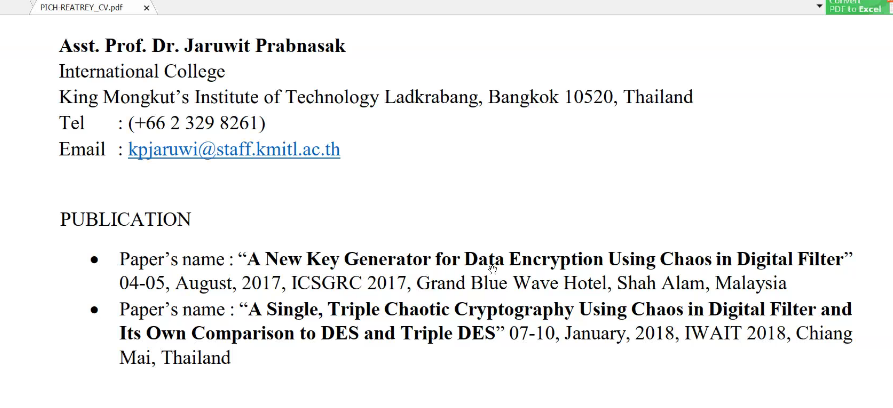 PICH-REATREY_CV.pdf ×
Convert
PDF to Excel
Asst. Prof. Dr. Jaruwit Prabnasak
International College
King Mongkut’s Institute of Technology Ladkrabang, Bangkok 10520, Thailand
Tel : (+66 2 329 8261)
Email : kpjaruwi@staff.kmitl.ac.th
PUBLICATION
• Paper’s name : “A New Key Generator for Data Encryption Using Chaos in Digital Filter”
04-05, August, 2017, ICSGRC 2017, Grand Blue Wave Hotel, Shah Alam, Malaysia
• Paper’s name : “A Single, Triple Chaotic Cryptography Using Chaos in Digital Filter and
Its Own Comparison to DES and Triple DES” 07-10, January, 2018, IWAIT 2018, Chiang
Mai, Thailand